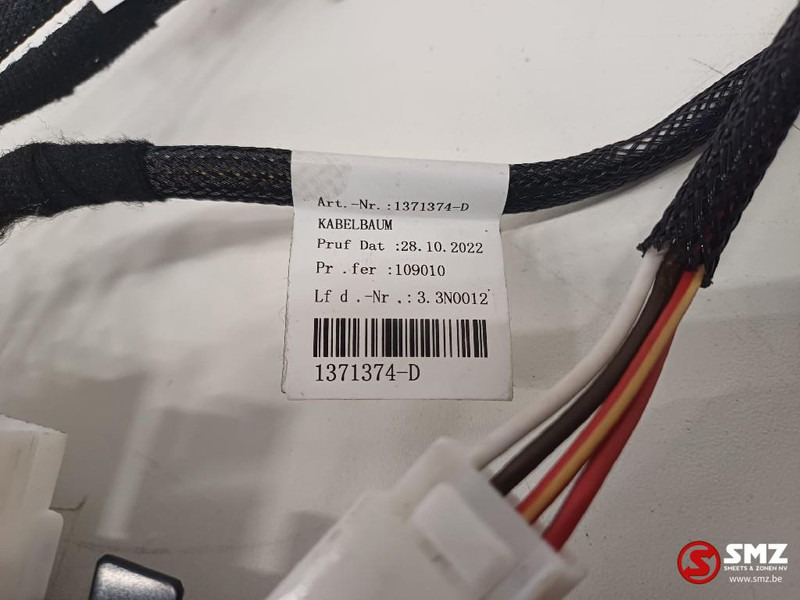 Art.-Nr.:1371374-D
KABELBAUM
Pruf Dat :28.10.2022
Pr .fer :109010
Lf d .-Nr .: 3.3N0012
1371374-D
SMZ
SMEETS & ZONEN NV
www.smz.be